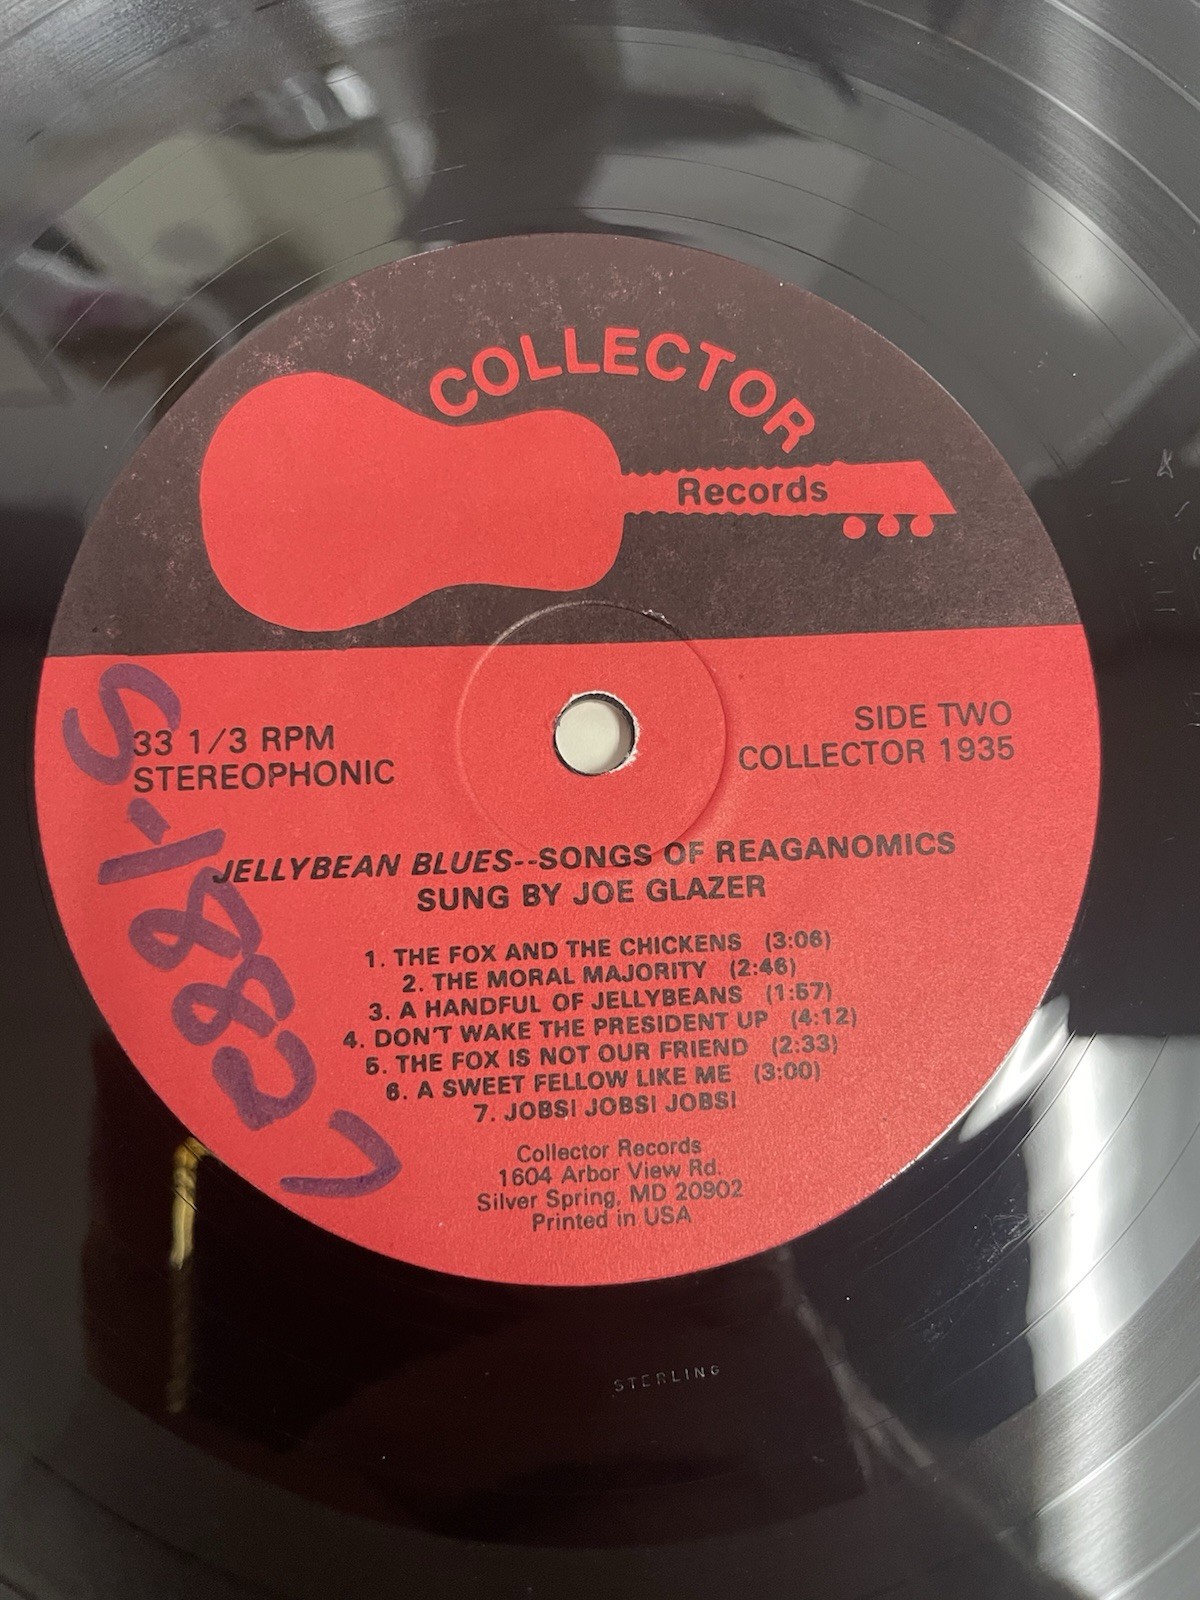 COLLECTOR
Records
33 1/3 RPM
STEREOPHONIC
SIDE TWO
COLLECTOR 1935
JELLYBEAN BLUES--SONGS OF REAGANOMICS
SUNG BY JOE GLAZER
1. THE FOX AND THE CHICKENS (3:06)
2. THE MORAL MAJORITY (2:46)
3. A HANDFUL OF JELLYBEANS (1:57)
4. DON'T WAKE THE PRESIDENT UP (4:12)
5. THE FOX IS NOT OUR FRIEND (2:33)
6. A SWEET FELLOW LIKE ME (3:00)
7. JOBS! JOBS! JOBS!
Collector Records
1604 Arbor View Rd.
Silver Spring, MD 20902
Printed in USA
STERLING